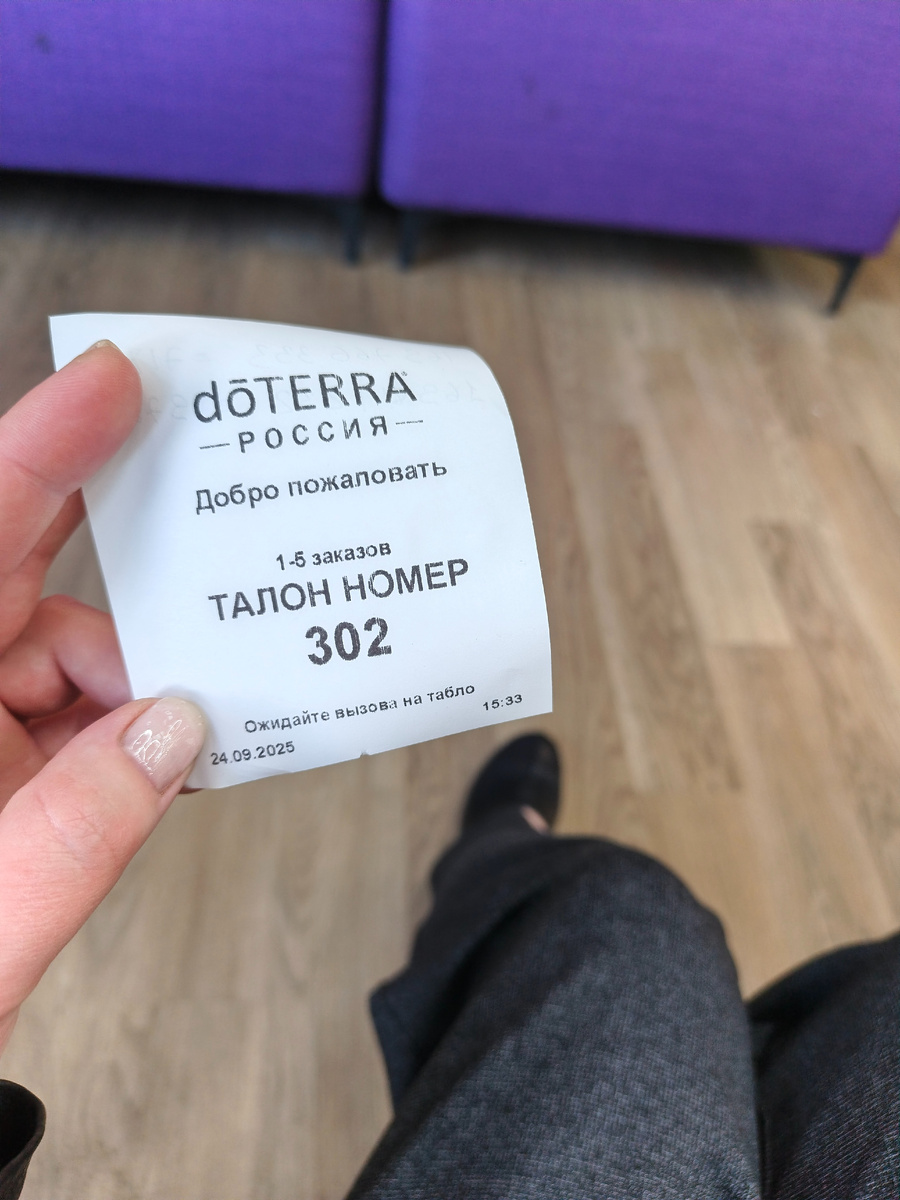 dōTERRA®
—РОССИЯ—
Добро пожаловать
1-5 заказов
ТАЛОН НОМЕР
302
Ожидайте вызова на табло
24.09.2025 15:33